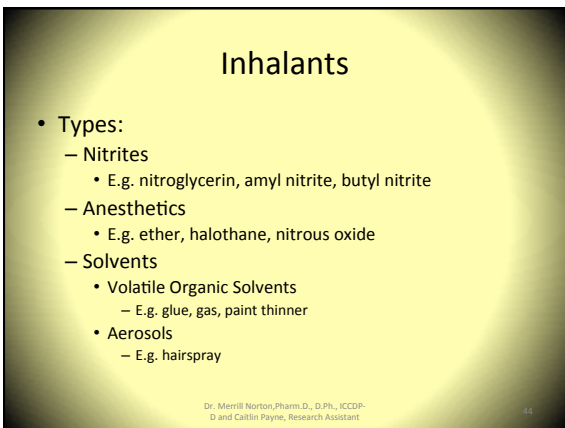 Inhalants
• Types:
– Nitrites
• E.g. nitroglycerin, amyl nitrite, butyl nitrite
– Anesthetics
• E.g. ether, halothane, nitrous oxide
– Solvents
• Volatile Organic Solvents
– E.g. glue, gas, paint thinner
• Aerosols
– E.g. hairspray
Dr. Merrill Norton,Pharm.D., D.Ph., ICCDP-
D and Caitlin Payne, Research Assistant
44